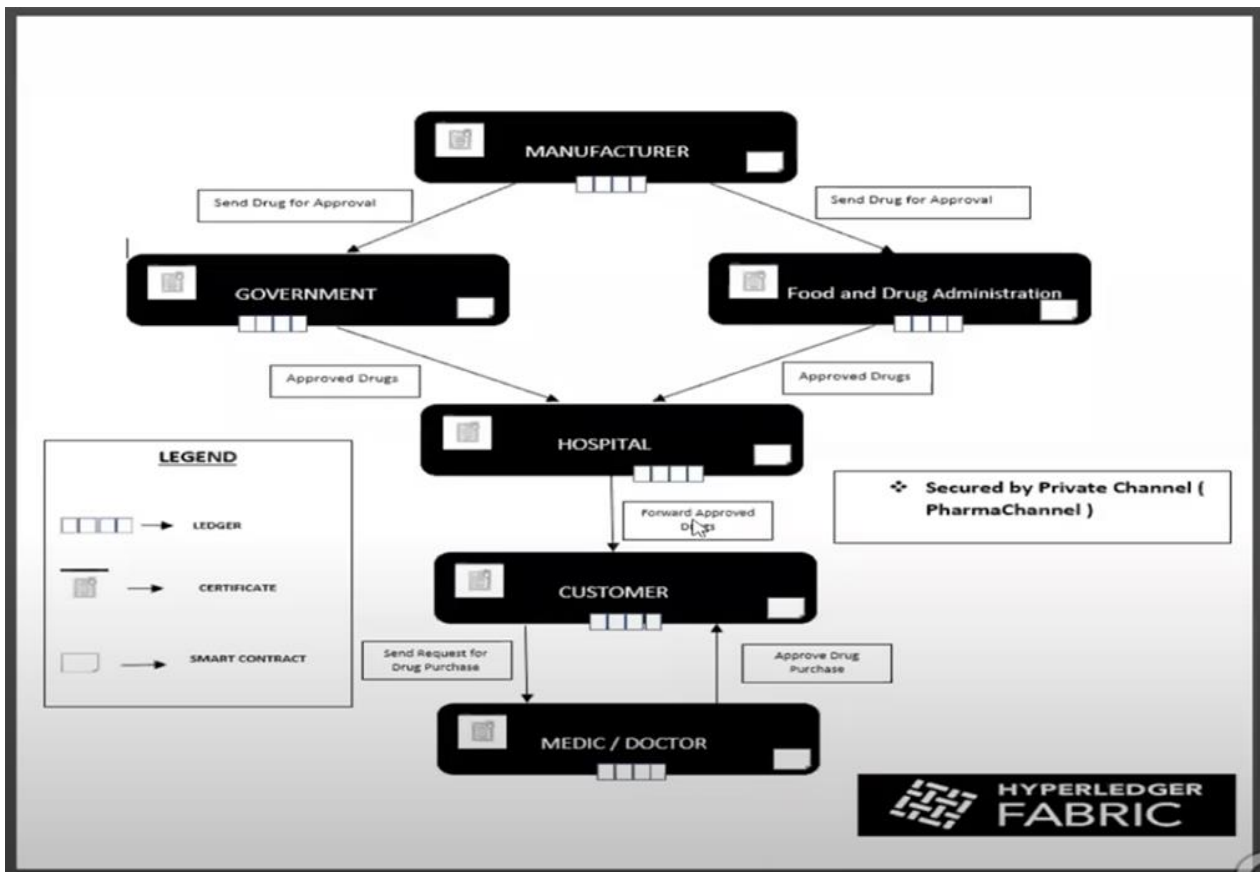 MANUFACTURER
Send Drug for Approval
Send Drug for Approval
GOVERNMENT
Food and Drug Administration
Approved Drugs
Approved Drugs
HOSPITAL
LEGEND
LEDGER
CERTIFICATE
SMART CONTRACT
❖ Secured by Private Channel (
PharmaChannel )
Forward Approved
Drugs
CUSTOMER
Send Request for
Drug Purchase
Approve Drug
Purchase
MEDIC / DOCTOR
HYPERLEDGER
FABRIC